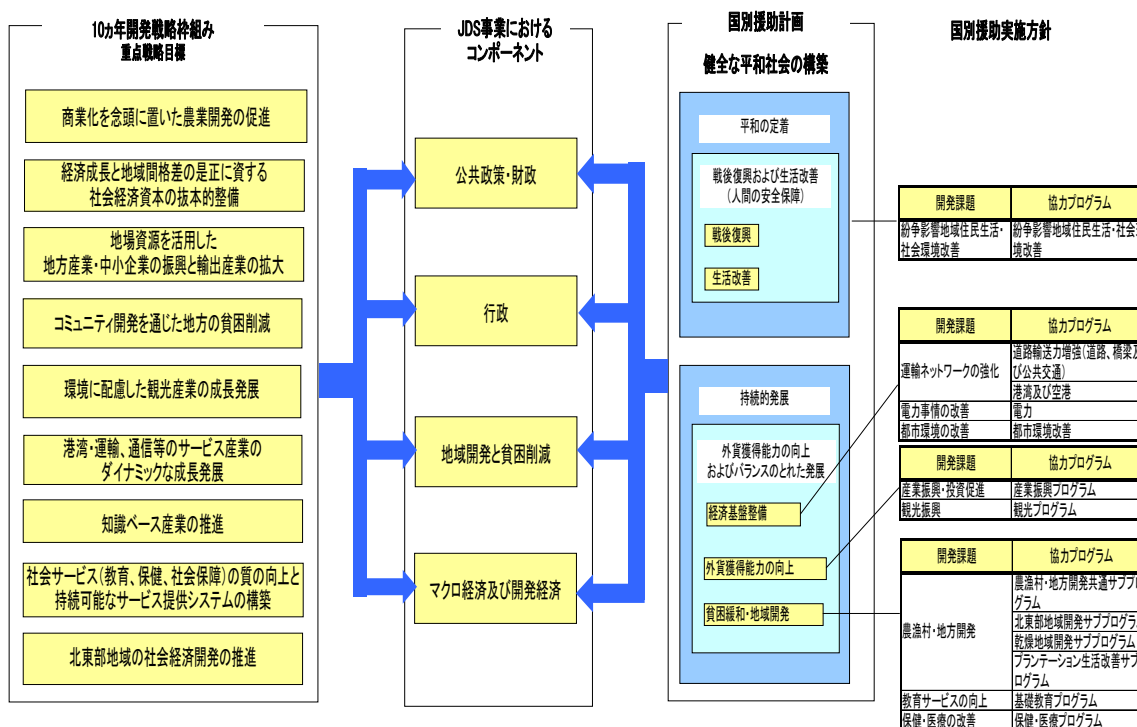 10ヵ年開発戦略枠組み
重点戦略目標
商業化を念頭に置いた農業開発の促進
経済成長と地域間格差の是正に資する
社会経済資本の抜本的整備
地場資源を活用した
地方産業・中小企業の振興と輸出産業の拡大
コミュニティ開発を通じた地方の貧困削減
環境に配慮した観光産業の成長発展
港湾・運輸、通信等のサービス産業の
ダイナミックな成長発展
知識ベース産業の推進
社会サービス(教育、保健、社会保障)の質の向上と
持続可能なサービス提供システムの構築
北東部地域の社会経済開発の推進
JDS事業における
コンポーネント
公共政策・財政
行政
地域開発と貧困削減
マクロ経済及び開発経済
国別援助計画
健全な平和社会の構築
平和の定着
戦後復興および生活改善
(人間の安全保障)
戦後復興
生活改善
持続的発展
外貨獲得能力の向上
およびバランスのとれた発展
経済基盤整備
外貨獲得能力の向上
貧困緩和・地域開発
国別援助実施方針
開発課題 協力プログラム
紛争影響地域住民生活・
社会環境改善
紛争影響地域住民生活・社会
境改善
開発課題 協力プログラム
運輸ネットワークの強化
道路輸送力増強(道路、橋梁及
び公共交通)
港湾及び空港
電力事情の改善 電力
都市環境の改善 都市環境改善
開発課題 協力プログラム
産業振興・投資促進 産業振興プログラム
観光振興 観光プログラム
開発課題 協力プログラム
農漁村・地方開発
農漁村・地方開発共通サブプロ
グラム
北東部地域開発サブプログラム
乾燥地域開発サブプログラム
プランテーション生活改善サブプ
ログラム
教育サービスの向上 基礎教育プログラム
保健・医療の改善 保健・医療プログラム